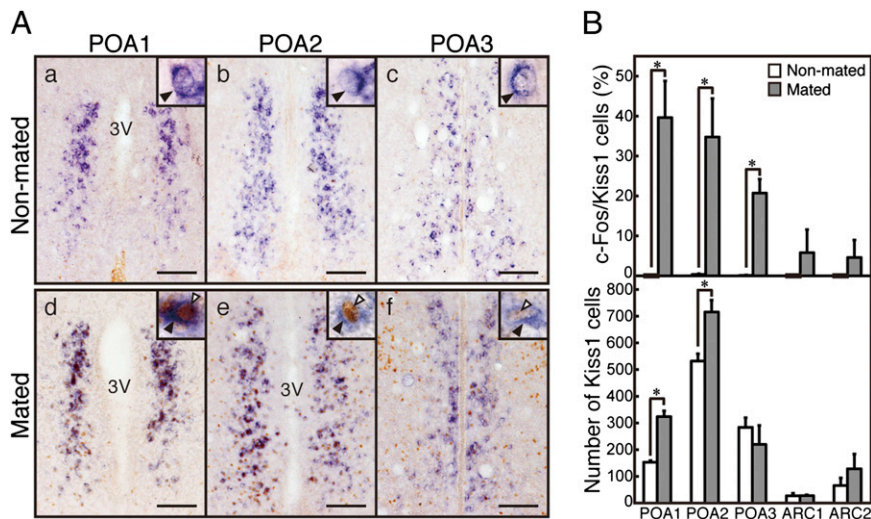 A
POA1 POA2 POA3
Non-mated
a
3V
b
c
Mated
d
3V
e
3V
f
B
c-Fos/Kiss1 cells (%)
50
40
30
20
10
0
* * *
Non-mated
Mated
Number of Kiss1 cells
800
700
600
500
400
300
200
100
0
* *
POA1 POA2 POA3 ARC1 ARC2